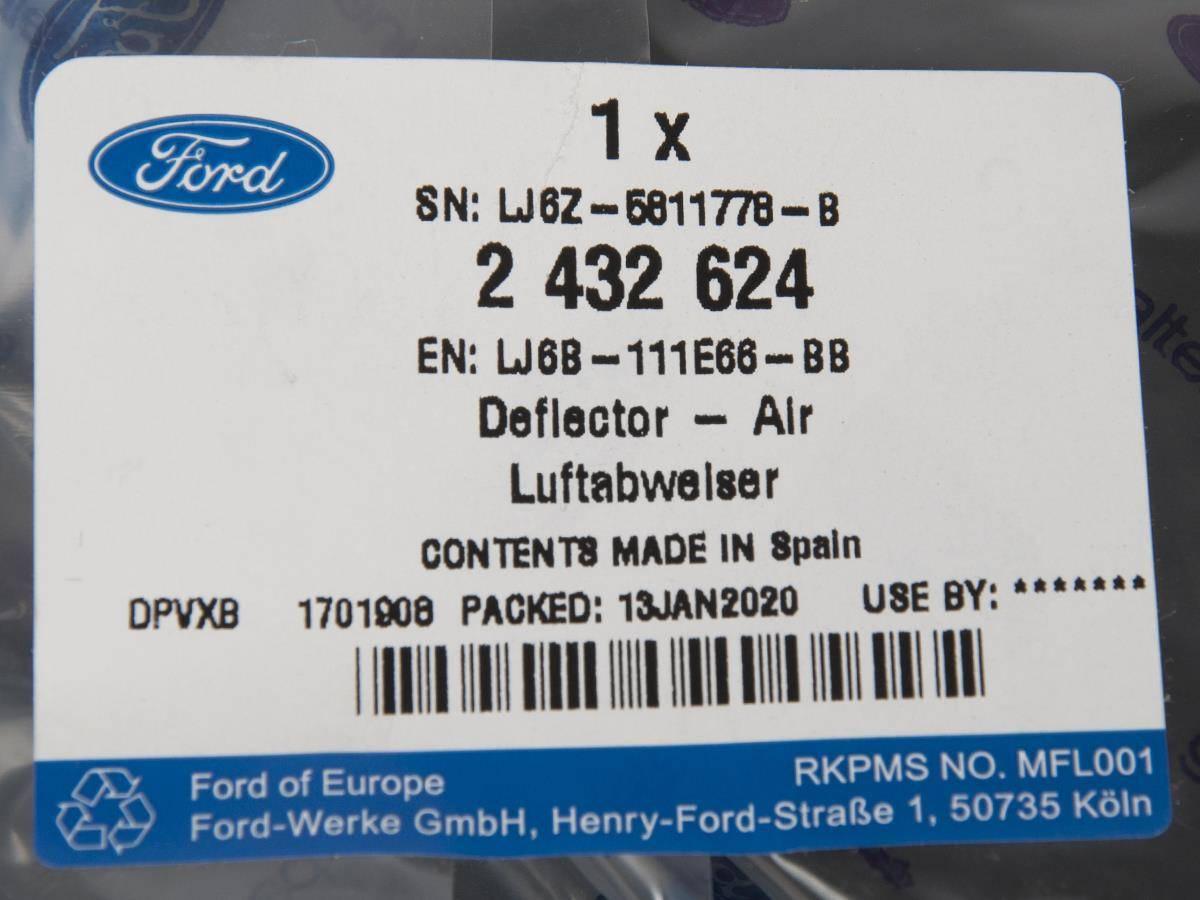 Ford
1 x
SN: LJ6Z-5811778-B
2 432 624
EN: LJ6B-111E66-BB
Deflector - Air
Luftabweiser
CONTENTS MADE IN Spain
DPVXB 1701908 PACKED: 13JAN2020 USE BY: *******
Ford of Europe
RKPMS NO. MFL001
Ford-Werke GmbH, Henry-Ford-Straße 1, 50735 Köln